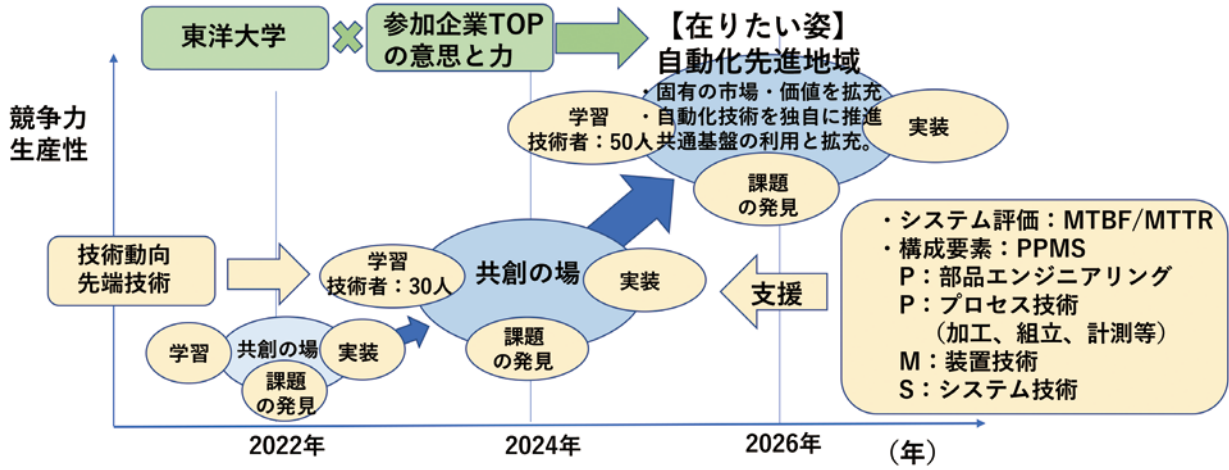 東洋大学
参加企業TOP
の意思と力
【在りたい姿】
自動化先進地域
・固有の市場・価値を拡充
・自動化技術を独自に推進
共通基盤の利用と拡充。
学習
技術者：50人
実装
課題
の発見
競争力
生産性
技術動向
先端技術
学習
技術者：30人
共創の場
実装
課題
の発見
支援
・システム評価：MTBF/MTTR
・構成要素：PPMS
P：部品エンジニアリング
P：プロセス技術
（加工、組立、計測等）
M：装置技術
S：システム技術
学習
共創の場
実装
課題
の発見
2022年
2024年
2026年
（年）